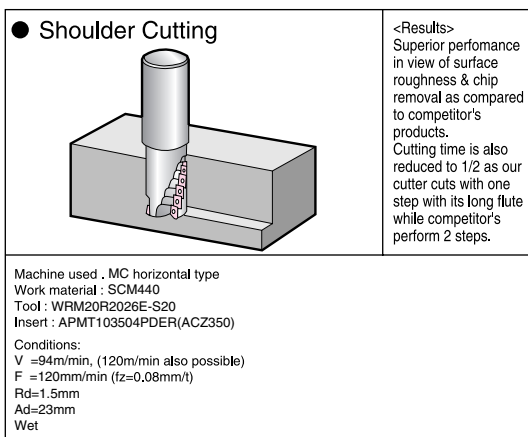 ● Shoulder Cutting
<Results>
Superior perfomance
in view of surface
roughness & chip
removal as compared
to competitor's
products.
Cutting time is also
reduced to 1/2 as our
cutter cuts with one
step with its long flute
while competitor's
perform 2 steps.
Machine used . MC horizontal type
Work material : SCM440
Tool : WRM20R2026E-S20
Insert : APMT103504PDER(ACZ350)
Conditions:
V =94m/min, (120m/min also possible)
F =120mm/min (fz=0.08mm/t)
Rd=1.5mm
Ad=23mm
Wet